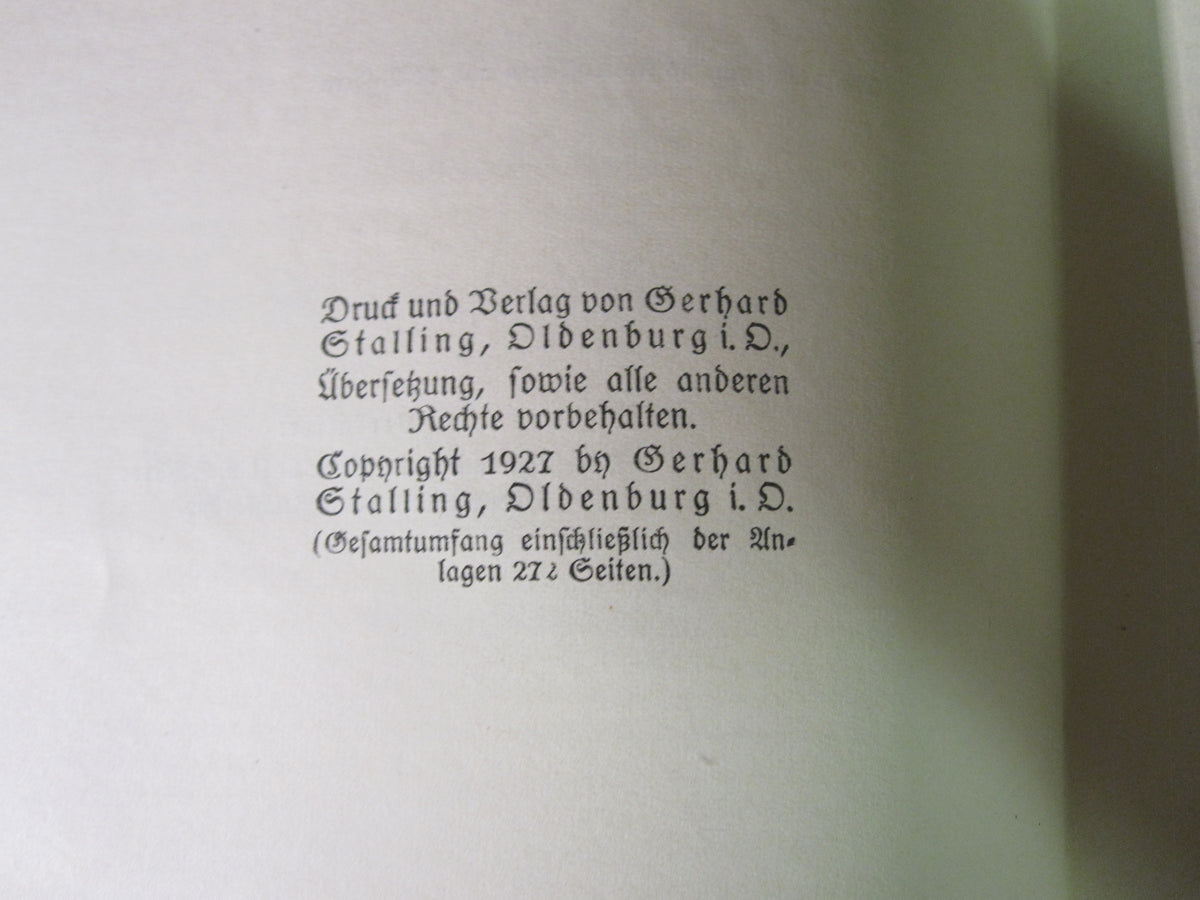 Druck und Verlag von Gerhard
Stalling, Oldenburg i. O.,
Überſetzung, ſowie alle anderen
Rechte vorbehalten.
Copyright 1927 by Gerhard
Stalling, Oldenburg i. O.
(Geſamtumfang einſchließlich der An-
lagen 272 Seiten.)